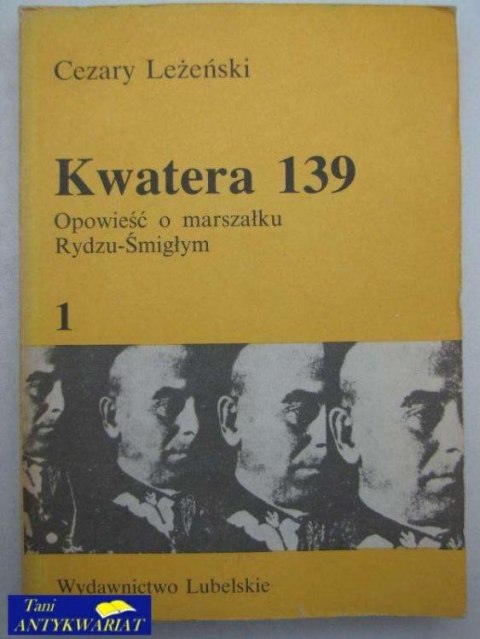 Cezary Leżeński
Kwatera 139
Opowieść o marszałku
Rydzu-Śmigłym
1
Wydawnictwo Lubelskie
Tani
ANTYKWARIAT